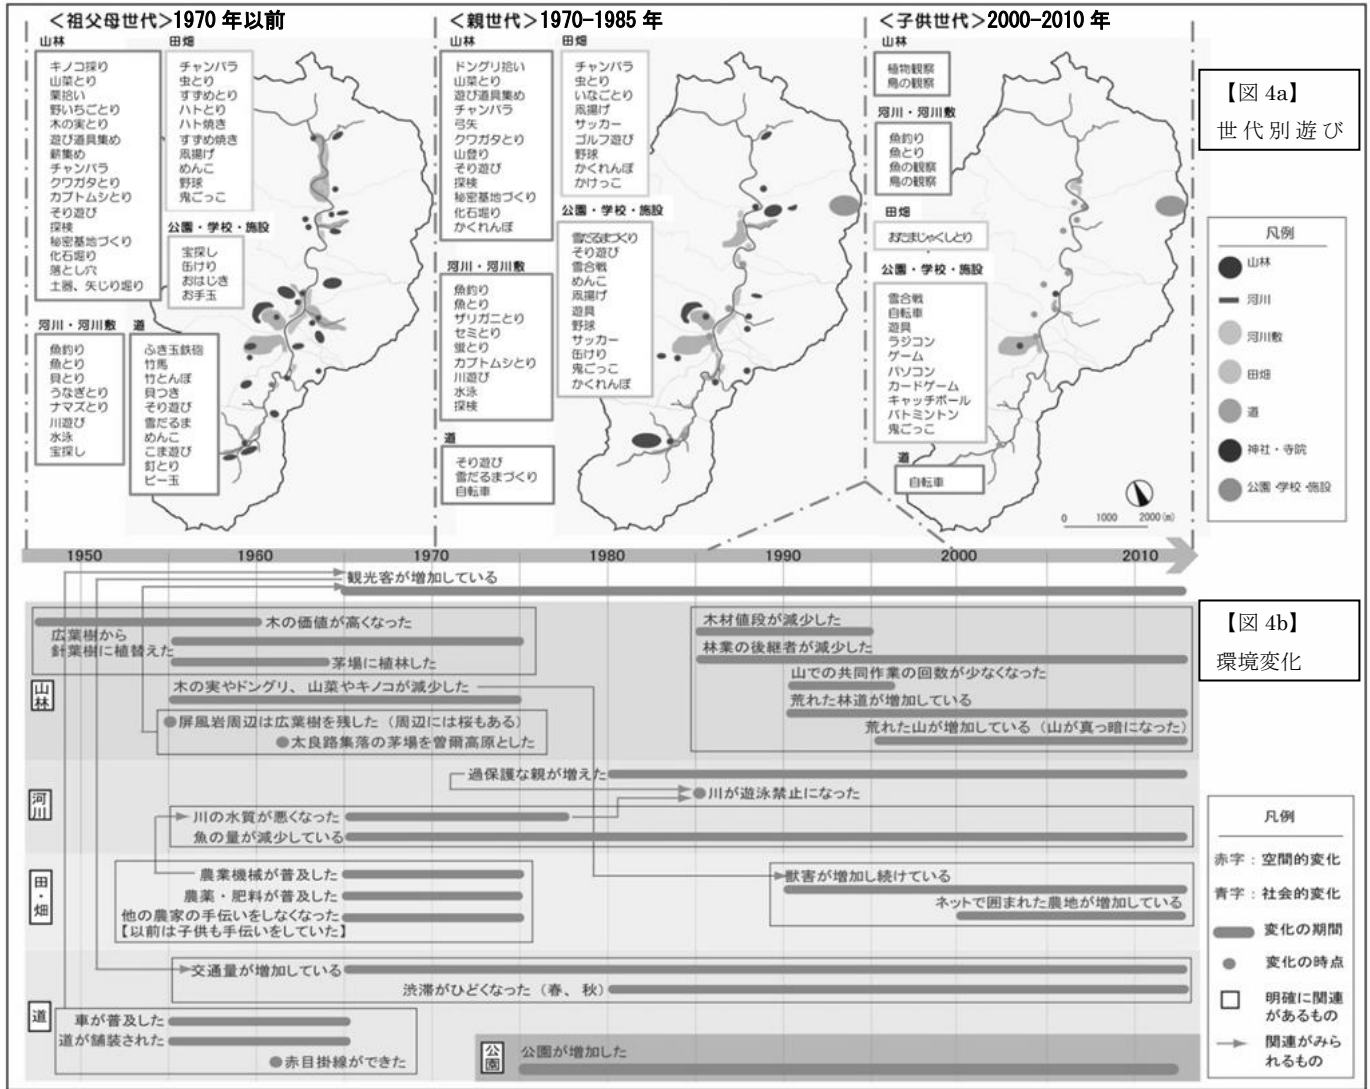 ＜祖父母世代＞1970 年以前
山林
キノコ採り
山菜とり
栗拾い
野いちごとり
木の実とり
遊び道具集め
薪集め
チャンバラ
クワガタとり
カブトムシとり
そり遊び
探検
秘密基地づくり
化石堀り
落とし穴
土器、矢じり堀り
田畑
チャンバラ
虫とり
すずめとり
ハトとり
ハト焼き
すずめ焼き
凧揚げ
めんこ
野球
鬼ごっこ
公園・学校・施設
宝探し
缶けり
おはじき
お手玉
河川・河川敷
魚釣り
魚とり
貝とり
うなぎとり
ナマズとり
川遊び
水泳
宝探し
道
ふき玉鉄砲
竹馬
竹とんぼ
貝つき
そり遊び
雪だるま
めんこ
こま遊び
釘とり
ビー玉
＜親世代＞1970-1985 年
山林
ドングリ拾い
山菜とり
遊び道具集め
チャンバラ
弓矢
クワガタとり
山登り
そり遊び
探検
秘密基地づくり
化石堀り
かくれんぼ
田畑
チャンバラ
虫とり
いなごとり
凧揚げ
サッカー
ゴルフ遊び
野球
かくれんぼ
かけっこ
公園・学校・施設
雪だるまづくり
そり遊び
雪合戦
めんこ
凧揚げ
遊具
野球
サッカー
缶けり
鬼ごっこ
かくれんぼ
河川・河川敷
魚釣り
魚とり
ザリガニとり
セミとり
蛍とり
カブトムシとり
川遊び
水泳
探検
道
そり遊び
雪だるまづくり
自転車
＜子供世代＞2000-2010 年
山林
植物観察
鳥の観察
河川・河川敷
魚釣り
魚とり
魚の観察
鳥の観察
田畑
おたまじゃくしとり
公園・学校・施設
雪合戦
自転車
遊具
ラジコン
ゲーム
パソコン
カードゲーム
キャッチボール
バトミントン
鬼ごっこ
道
自転車
0 1000 2000(m)
【図 4a】
世代別遊び
凡例
山林
河川
河川敷
田畑
道
神社・寺院
公園・学校・施設
1950 1960 1970 1980 1990 2000 2010
観光客が増加している
山林
木の価値が高くなった
広葉樹から
針葉樹に植替えた
茅場に植林した
木の実やドングリ、山菜やキノコが減少した
屏風岩周辺は広葉樹を残した（周辺には桜もある）
太良路集落の茅場を曽爾高原とした
木材値段が減少した
林業の後継者が減少した
山での共同作業の回数が少なくなった
荒れた林道が増加している
荒れた山が増加している（山が真っ暗になった）
河川
過保護な親が増えた
川が遊泳禁止になった
川の水質が悪くなった
魚の量が減少している
田・畑
農業機械が普及した
農薬・肥料が普及した
他の農家の手伝いをしなくなった
【以前は子供も手伝いをしていた】
獣害が増加し続けている
ネットで囲まれた農地が増加している
道
交通量が増加している
渋滞がひどくなった（春、秋）
車が普及した
道が舗装された
赤目掛線ができた
公園
公園が増加した
【図 4b】
環境変化
凡例
赤字：空間的変化
青字：社会的変化
変化の期間
変化の時点
明確に関連
があるもの
関連がみら
れるもの